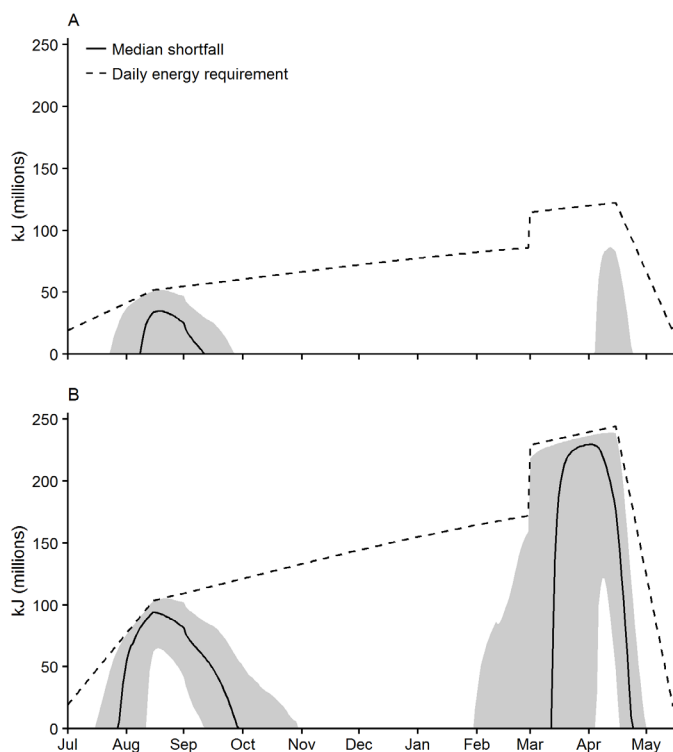 A
250
200
150
100
50
0
kJ (millions)
Median shortfall
Daily energy requirement
B
250
200
150
100
50
0
kJ (millions)
Jul Aug Sep Oct Nov Dec Jan Feb Mar Apr May